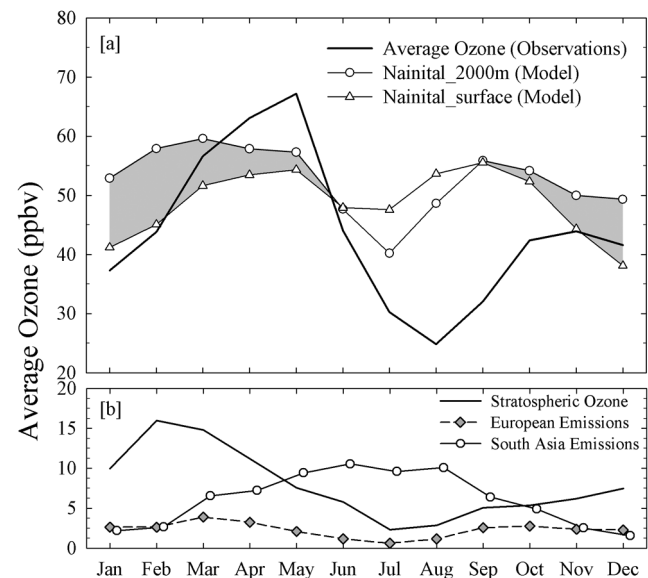 80
[a]
Average Ozone (Observations)
Nainital_2000m (Model)
Nainital_surface (Model)
70
60
50
40
30
20
Average Ozone (ppbv)
20
[b]
Stratospheric Ozone
European Emissions
South Asia Emissions
15
10
5
0
Jan Feb Mar Apr May Jun Jul Aug Sep Oct Nov Dec